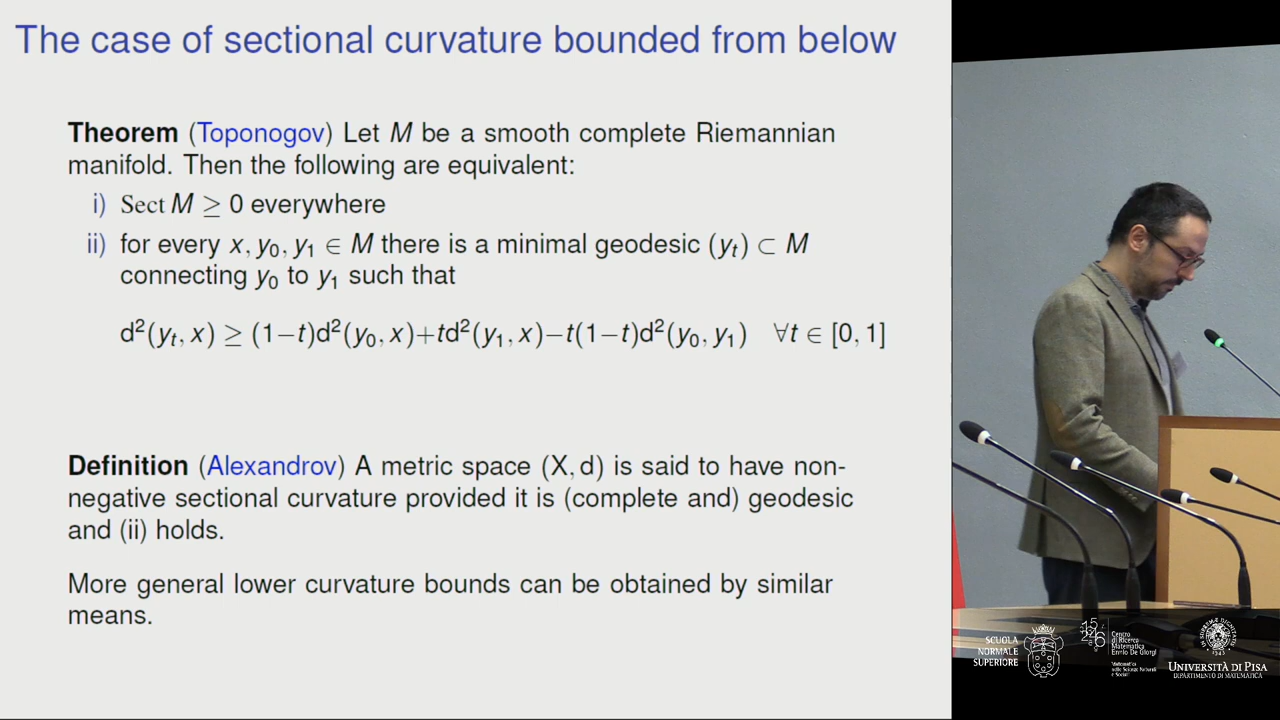 The case of sectional curvature bounded from below
Theorem (Toponogov) Let M be a smooth complete Riemannian
manifold. Then the following are equivalent:
i) Sect M ≥ 0 everywhere
ii) for every x, y₀, y₁ ∈ M there is a minimal geodesic (yₜ) ⊂ M
connecting y₀ to y₁ such that
d²(yₜ, x) ≥ (1−t)d²(y₀, x)+td²(y₁, x)−t(1−t)d²(y₀, y₁) ∀t ∈ [0, 1]
Definition (Alexandrov) A metric space (X, d) is said to have non-
negative sectional curvature provided it is (complete and) geodesic
and (ii) holds.
More general lower curvature bounds can be obtained by similar
means.
SCUOLA
NORMALE
SUPERIORE
Centro
di Ricerca
Matematica
Ennio De Giorgi
UNIVERSITÀ DI PISA
DIPARTIMENTO DI MATEMATICA